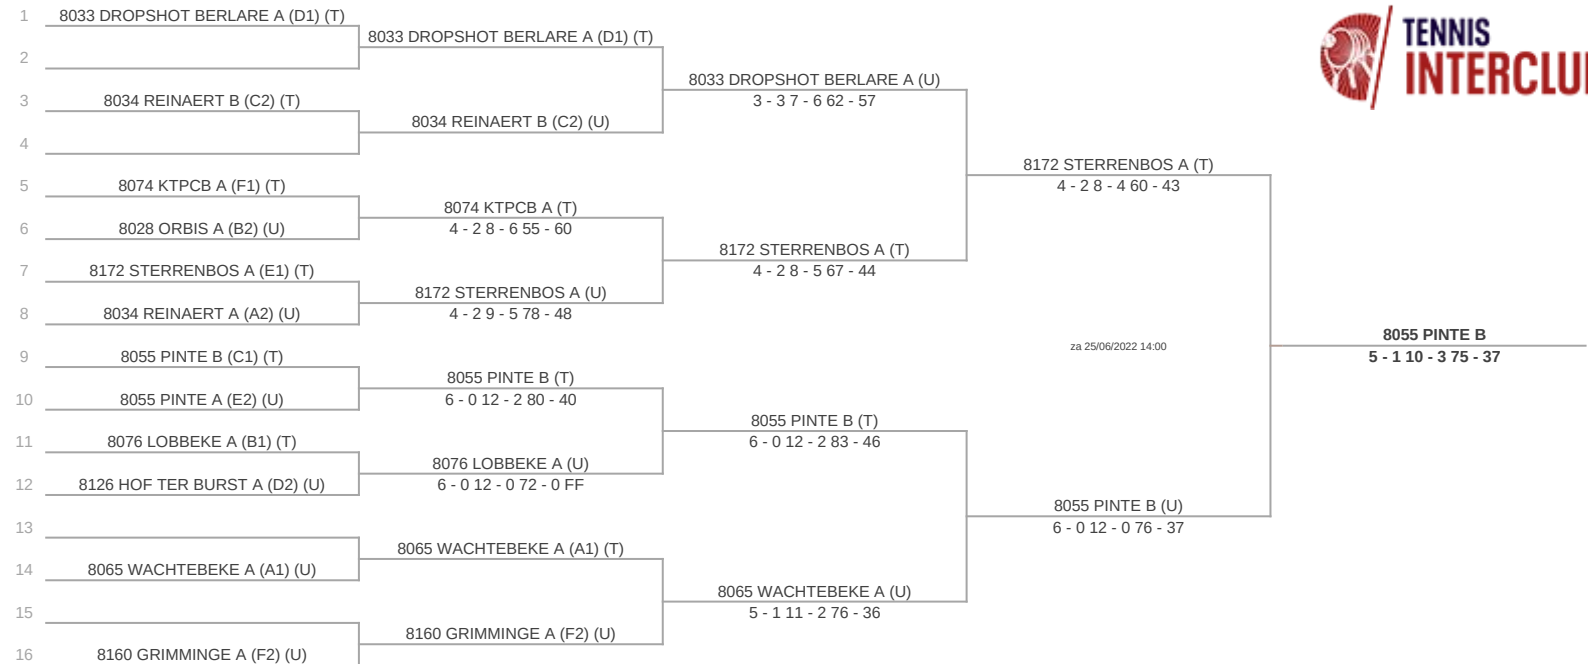 1 8033 DROPSHOT BERLARE A (D1) (T)
8033 DROPSHOT BERLARE A (D1) (T)
2
8033 DROPSHOT BERLARE A (U)
3 - 3 7 - 6 62 - 57
3 8034 REINAERT B (C2) (T)
8034 REINAERT B (C2) (U)
4
8172 STERRENBOS A (T)
4 - 2 8 - 4 60 - 43
5 8074 KTPCB A (F1) (T)
8074 KTPCB A (T)
4 - 2 8 - 6 55 - 60
6 8028 ORBIS A (B2) (U)
8172 STERRENBOS A (T)
4 - 2 8 - 5 67 - 44
7 8172 STERRENBOS A (E1) (T)
8172 STERRENBOS A (U)
4 - 2 9 - 5 78 - 48
8 8034 REINAERT A (A2) (U)
za 25/06/2022 14:00
8055 PINTE B
5 - 1 10 - 3 75 - 37
9 8055 PINTE B (C1) (T)
8055 PINTE B (T)
6 - 0 12 - 2 80 - 40
10 8055 PINTE A (E2) (U)
8055 PINTE B (T)
6 - 0 12 - 2 83 - 46
11 8076 LOBBEKE A (B1) (T)
8076 LOBBEKE A (U)
6 - 0 12 - 0 72 - 0 FF
12 8126 HOF TER BURST A (D2) (U)
8055 PINTE B (U)
6 - 0 12 - 0 76 - 37
13
8065 WACHTEBEKE A (A1) (T)
14 8065 WACHTEBEKE A (A1) (U)
8065 WACHTEBEKE A (U)
5 - 1 11 - 2 76 - 36
15
8160 GRIMMINGE A (F2) (U)
16 8160 GRIMMINGE A (F2) (U)
TENNIS
INTERCLU